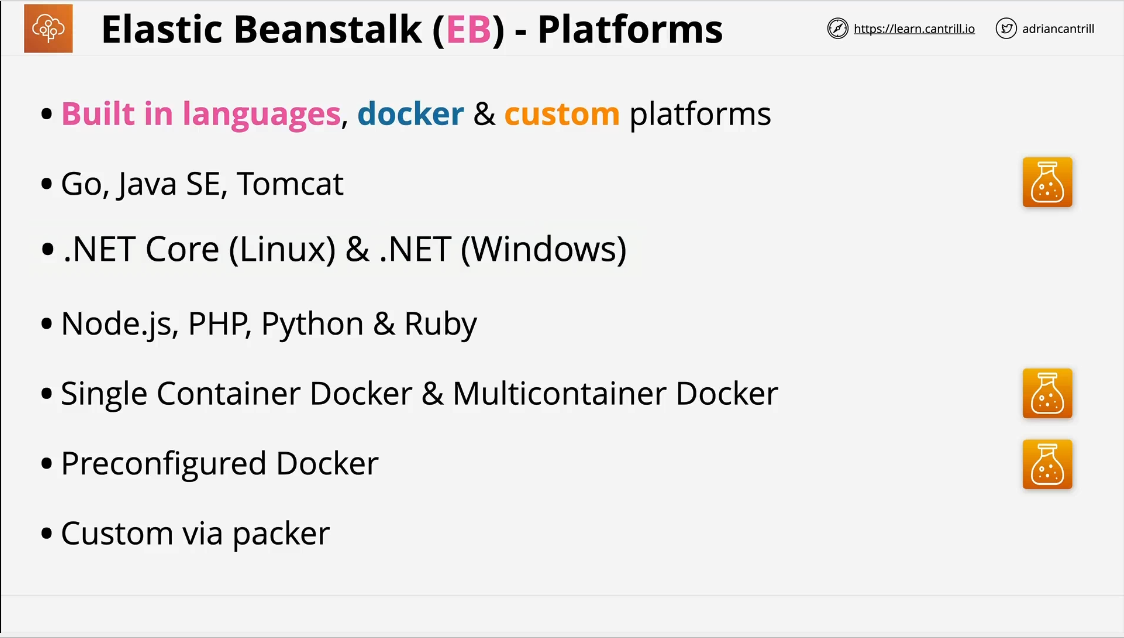 Elastic Beanstalk (EB) - Platforms
https://learn.cantrill.io
adriancantrill
• Built in languages, docker & custom platforms
• Go, Java SE, Tomcat
• .NET Core (Linux) & .NET (Windows)
• Node.js, PHP, Python & Ruby
• Single Container Docker & Multicontainer Docker
• Preconfigured Docker
• Custom via packer